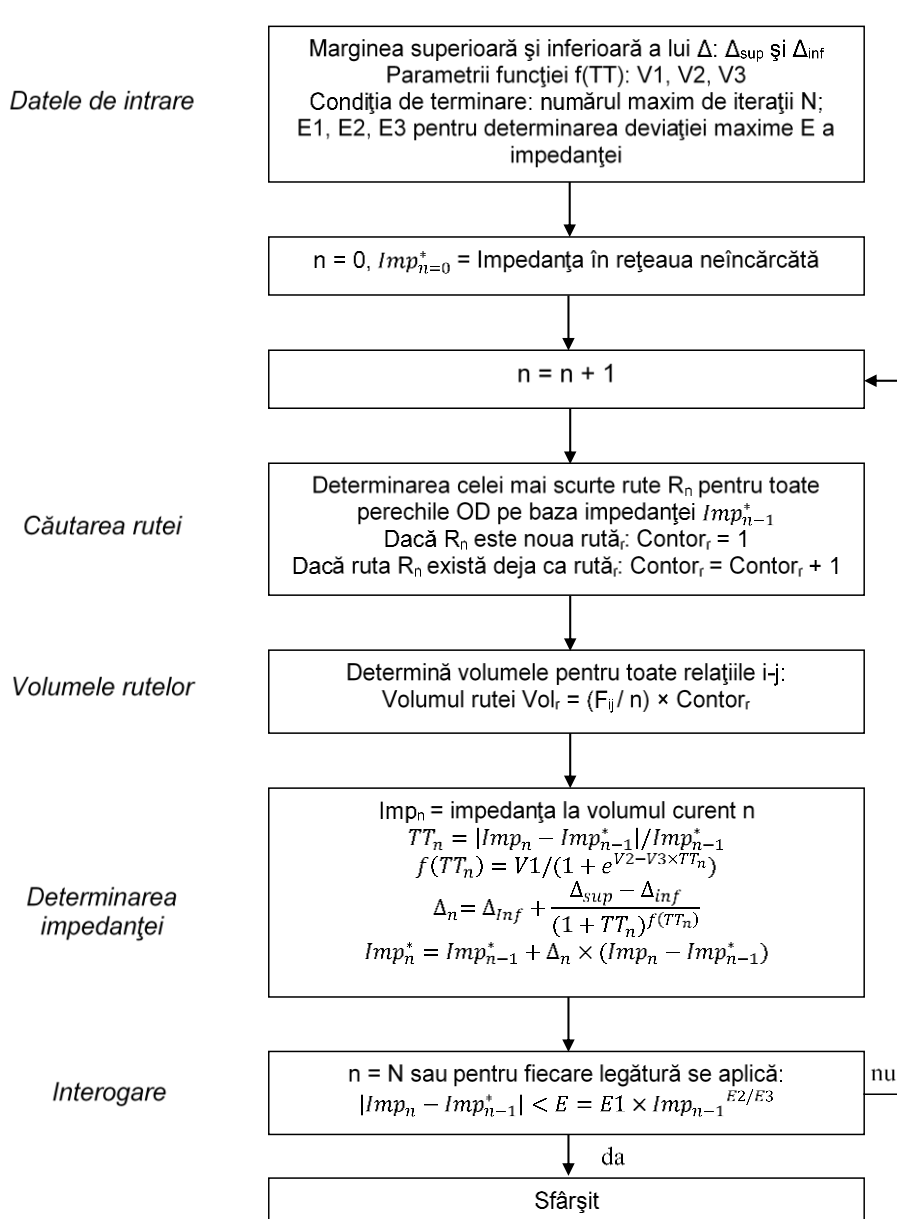 Datele de intrare
Marginea superioară şi inferioară a lui Δ: Δsup şi Δinf
Parametrii funcţiei f(TT): V1, V2, V3
Condiţia de terminare: numărul maxim de iteraţii N;
E1, E2, E3 pentru determinarea deviaţiei maxime E a
impedanţei
n = 0, Imp*ₙ₌₀ = Impedanţa în reţeaua neîncărcată
n = n + 1
Căutarea rutei
Determinarea celei mai scurte rute Rₙ pentru toate
perechile OD pe baza impedanţei Imp*ₙ₋₁
Dacă Rₙ este noua rutăᵣ: Contorᵣ = 1
Dacă ruta Rₙ există deja ca rutăᵣ: Contorᵣ = Contorᵣ + 1
Volumele rutelor
Determină volumele pentru toate relaţiile i-j:
Volumul rutei Volᵣ = (Fᵢⱼ / n) × Contorᵣ
Determinarea
impedanţei
Impₙ = impedanţa la volumul curent n
TTₙ = |Impₙ − Imp*ₙ₋₁|/Imp*ₙ₋₁
f(TTₙ) = V1/(1 + e^(V2−V3×TTₙ))
Δₙ = Δ_Inf + (Δsup − Δinf)/(1 + TTₙ)^f(TTₙ)
Imp*ₙ = Imp*ₙ₋₁ + Δₙ × (Impₙ − Imp*ₙ₋₁)
Interogare
n = N sau pentru fiecare legătură se aplică:
|Impₙ − Imp*ₙ₋₁| < E = E1 × Impₙ₋₁^(E2/E3)
nu
da
Sfârşit